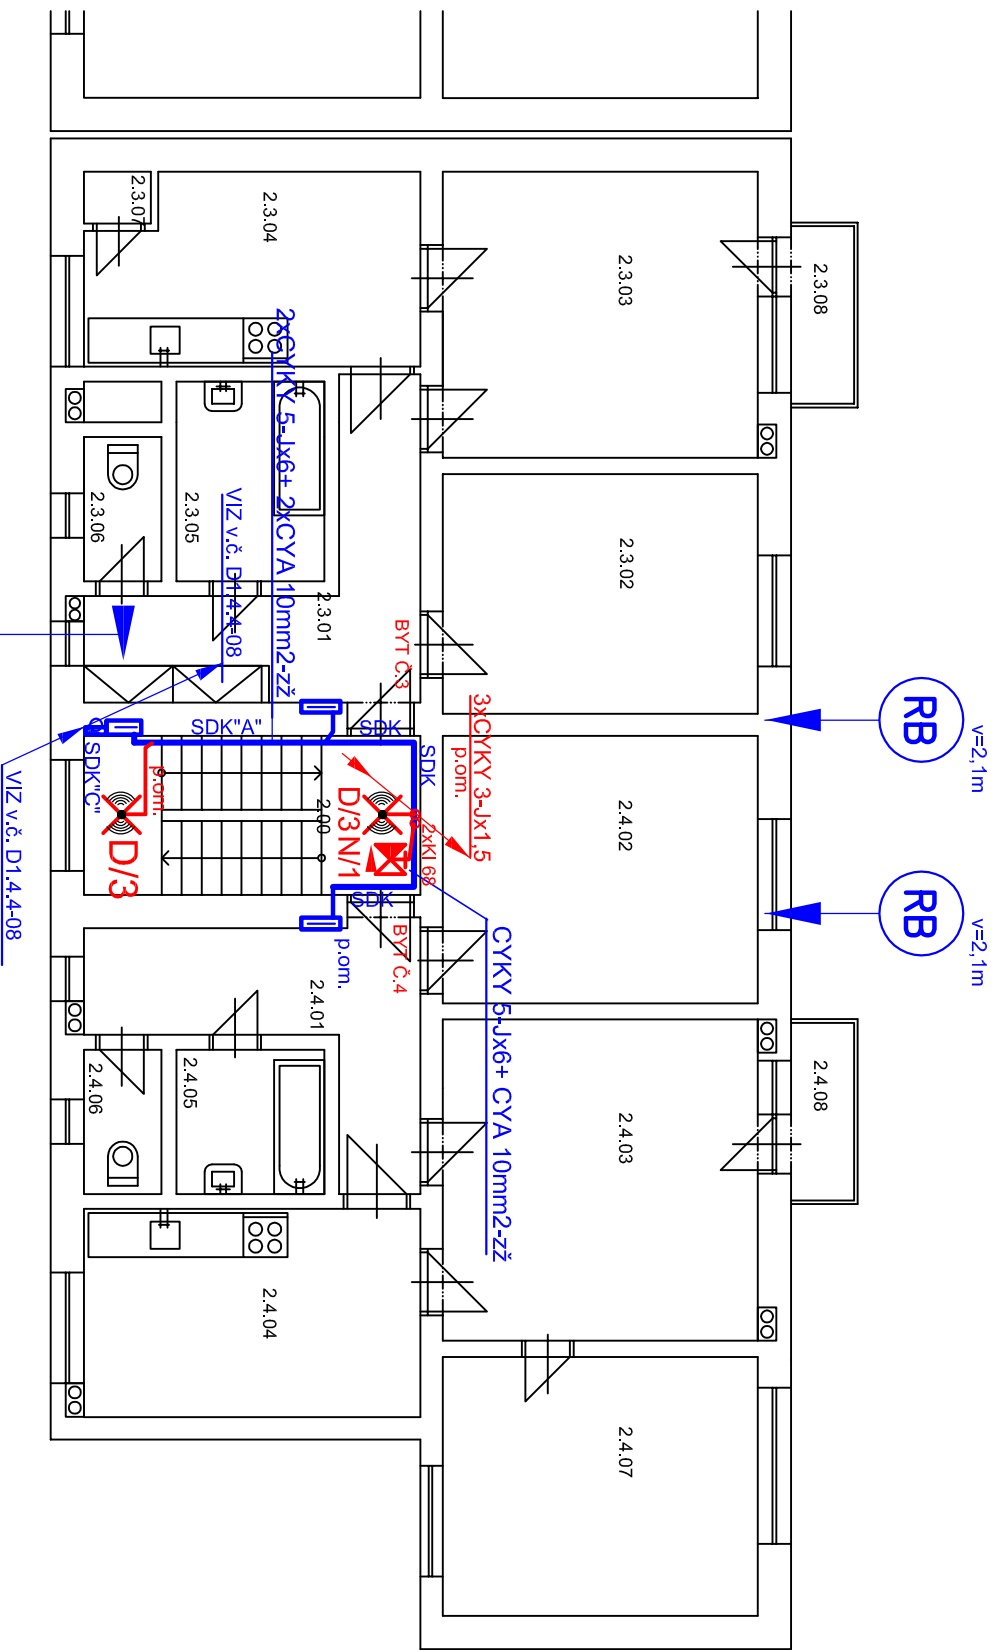 RB
v=2,1m
RB
v=2,1m
2.3.08
2.4.08
2.3.03
2.3.02
2.4.02
2.4.03
2.4.07
3xCYKY 3-Jx1,5
p.om.
CYKY 5-Jx6+ CYA 10mm2-zž
BYT Č.3
BYT Č.4
SDK
SDK
SDK
2xKI 68
D/3
N/1
2.00
p.om.
2.3.01
2.4.01
2xCYKY 5-Jx6+ 2xCYA 10mm2-zž
2.3.04
2.4.04
VIZ v.č. D1.4.4-08
SDK"A"
2.3.05
2.4.05
p.om.
D/3
2.3.07
2.3.06
2.4.06
SDK"C"
VIZ v.č. D1.4.4-08